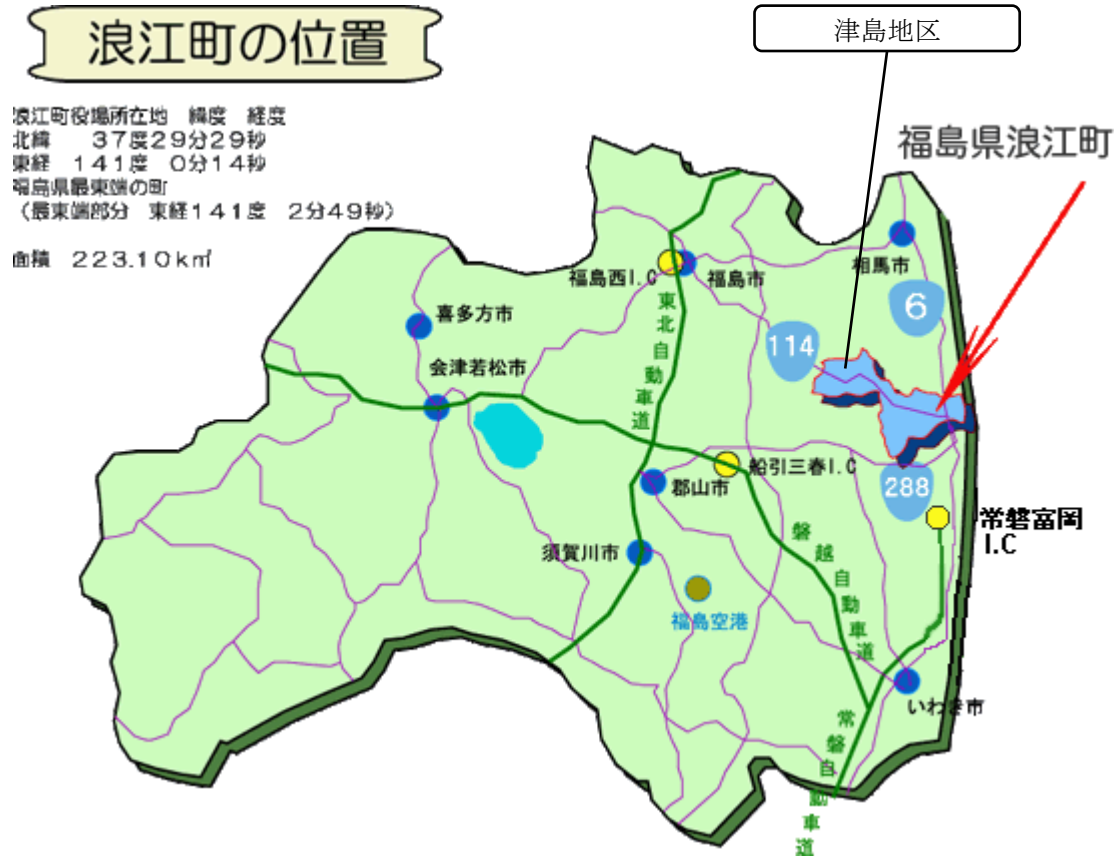 浪江町の位置
津島地区
浪江町役場所在地 緯度 経度
北緯 37度29分29秒
東経 141度 0分14秒
福島県最東端の町
(最東端部分 東経141度 2分49秒)
面積 223.10k㎡
福島県浪江町
相馬市
福島西I.C
福島市
6
喜多方市
東北自動車道
114
会津若松市
船引三春I.C
郡山市
288
常磐富岡
I.C
須賀川市
磐越自動車道
福島空港
いわき市
常磐自動車道